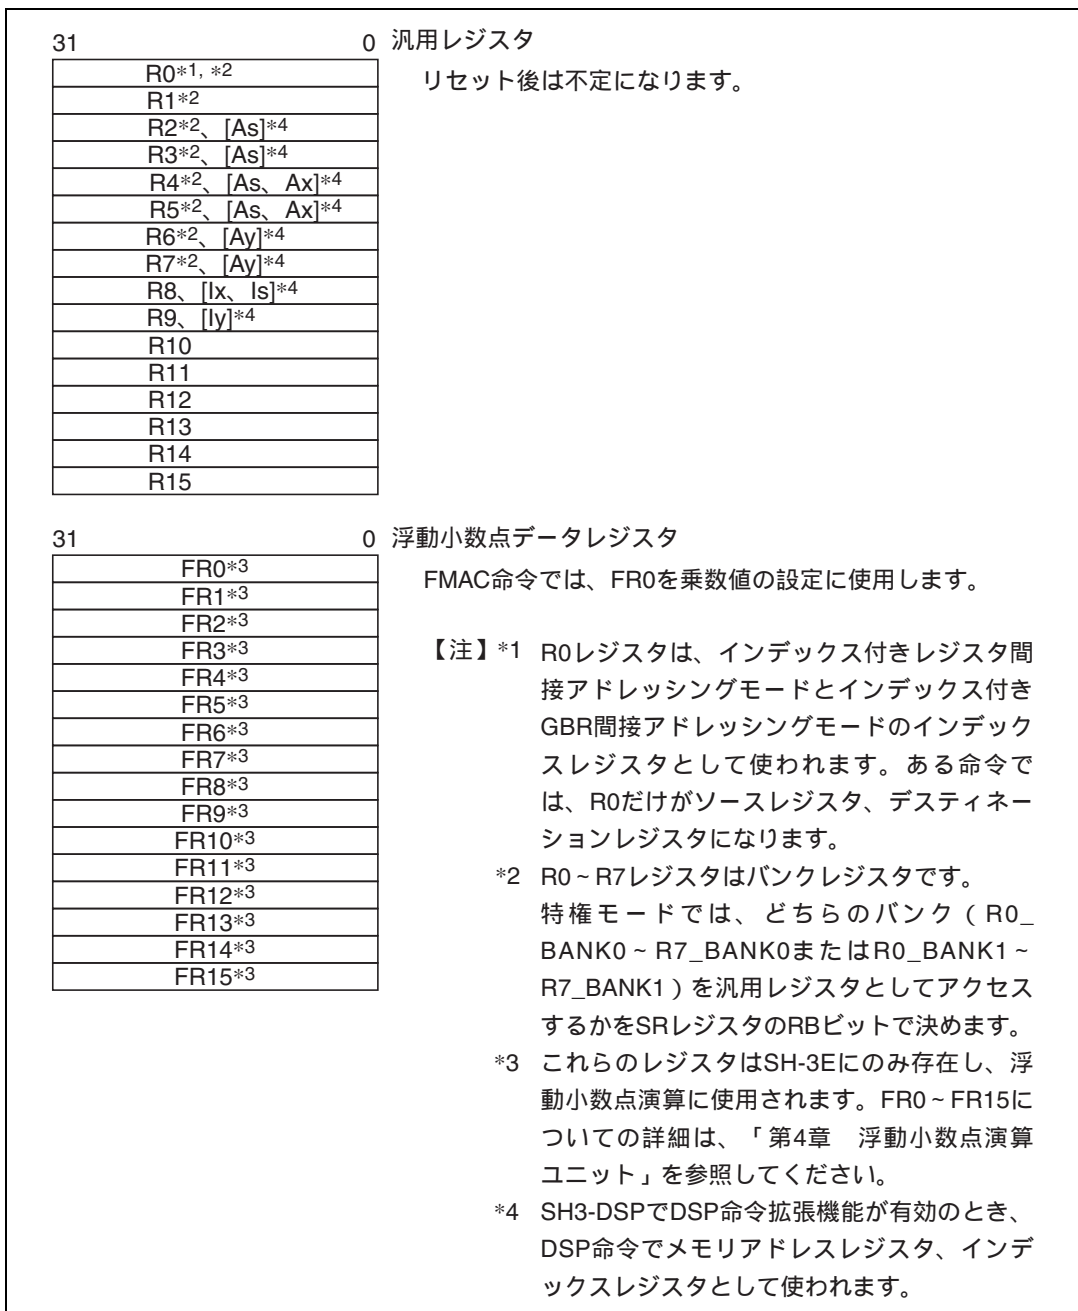 31 0 汎用レジスタ
リセット後は不定になります。
R0*1, *2
R1*2
R2*2、[As]*4
R3*2、[As]*4
R4*2、[As、Ax]*4
R5*2、[As、Ax]*4
R6*2、[Ay]*4
R7*2、[Ay]*4
R8、[Ix、Is]*4
R9、[Iy]*4
R10
R11
R12
R13
R14
R15
31 0 浮動小数点データレジスタ
FMAC命令では、FR0を乗数値の設定に使用します。
FR0*3
FR1*3
FR2*3
FR3*3
FR4*3
FR5*3
FR6*3
FR7*3
FR8*3
FR9*3
FR10*3
FR11*3
FR12*3
FR13*3
FR14*3
FR15*3
【注】*1 R0レジスタは、インデックス付きレジスタ間
接アドレッシングモードとインデックス付き
GBR間接アドレッシングモードのインデック
スレジスタとして使われます。ある命令で
は、R0だけがソースレジスタ、デスティネー
ションレジスタになります。
*2 R0~R7レジスタはバンクレジスタです。
特権モードでは、どちらのバンク(R0_
BANK0~R7_BANK0またはR0_BANK1~
R7_BANK1)を汎用レジスタとしてアクセス
するかをSRレジスタのRBビットで決めます。
*3 これらのレジスタはSH-3Eにのみ存在し、浮
動小数点演算に使用されます。FR0~FR15に
ついての詳細は、「第4章 浮動小数点演算
ユニット」を参照してください。
*4 SH3-DSPでDSP命令拡張機能が有効のとき、
DSP命令でメモリアドレスレジスタ、インデ
ックスレジスタとして使われます。